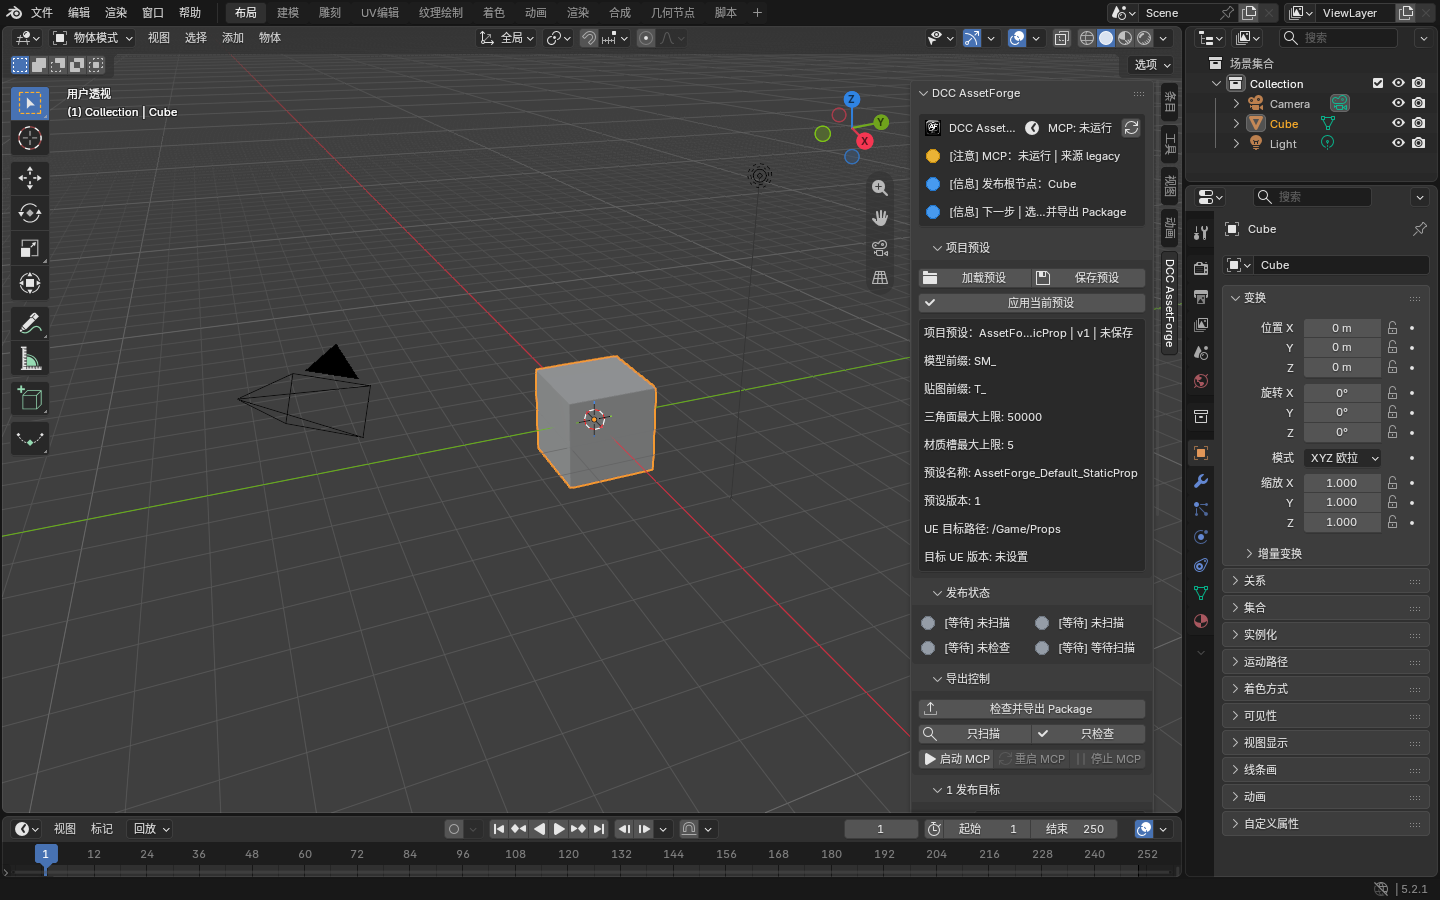 文件 编辑 渲染 窗口 帮助 布局 建模 雕刻 UV编辑 纹理绘制 着色 动画 渲染 合成 几何节点 脚本 + Scene ViewLayer
物体模式 视图 选择 添加 物体 全局
选项
用户透视
(1) Collection | Cube
Z
Y
X
DCC AssetForge
DCC Asset... MCP: 未运行
[注意] MCP：未运行 | 来源 legacy
[信息] 发布根节点：Cube
[信息] 下一步 | 选...并导出 Package
项目预设
加载预设 保存预设
应用当前预设
项目预设：AssetFo...icProp | v1 | 未保存
模型前缀: SM_
贴图前缀: T_
三角面最大上限: 50000
材质槽最大上限: 5
预设名称: AssetForge_Default_StaticProp
预设版本: 1
UE 目标路径: /Game/Props
目标 UE 版本: 未设置
发布状态
[等待] 未扫描 [等待] 未扫描
[等待] 未检查 [等待] 等待扫描
导出控制
检查并导出 Package
只扫描 只检查
启动 MCP 重启 MCP 停止 MCP
1 发布目标
条目
工具
视图
动画
DCC AssetForge
搜索
场景集合
Collection
Camera
Cube
Light
搜索
Cube
Cube
变换
位置 X 0 m
Y 0 m
Z 0 m
旋转 X 0°
Y 0°
Z 0°
模式 XYZ 欧拉
缩放 X 1.000
Y 1.000
Z 1.000
增量变换
关系
集合
实例化
运动路径
着色方式
可见性
视图显示
线条画
动画
自定义属性
视图 标记 回放 1 起始 1 结束 250
1 12 24 36 48 60 72 84 96 108 120 132 144 156 168 180 192 204 216 228 240 252
5.2.1